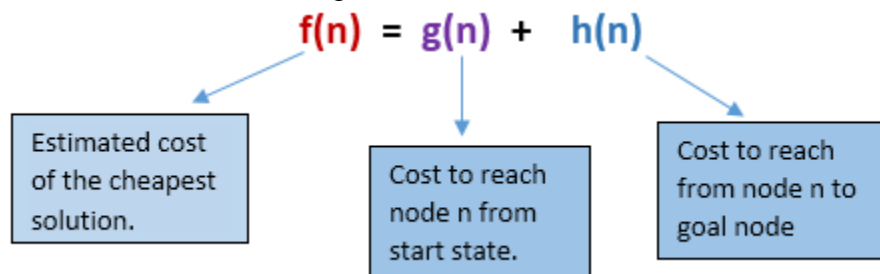 f(n) = g(n) + h(n)
Estimated cost
of the cheapest
solution.
Cost to reach
node n from
start state.
Cost to reach
from node n to
goal node